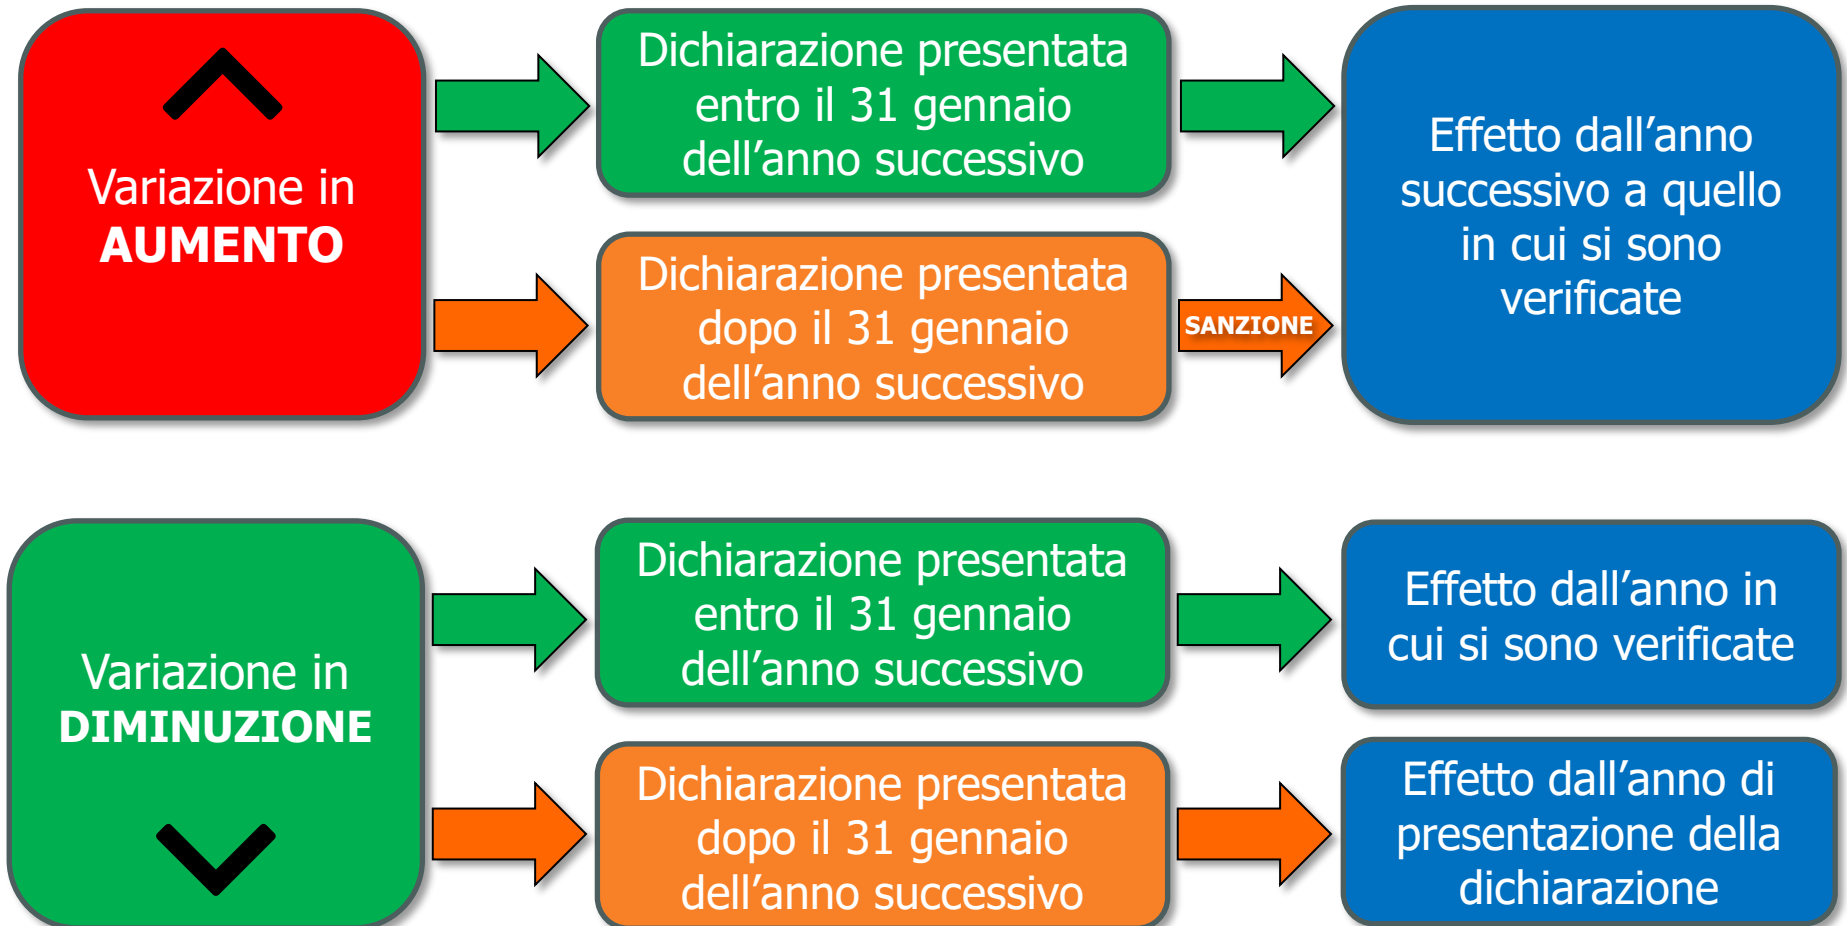 Variazione in
AUMENTO
Dichiarazione presentata
entro il 31 gennaio
dell’anno successivo
Dichiarazione presentata
dopo il 31 gennaio
dell’anno successivo
SANZIONE
Effetto dall’anno
successivo a quello
in cui si sono
verificate
Variazione in
DIMINUZIONE
Dichiarazione presentata
entro il 31 gennaio
dell’anno successivo
Effetto dall’anno in
cui si sono verificate
Dichiarazione presentata
dopo il 31 gennaio
dell’anno successivo
Effetto dall’anno di
presentazione della
dichiarazione